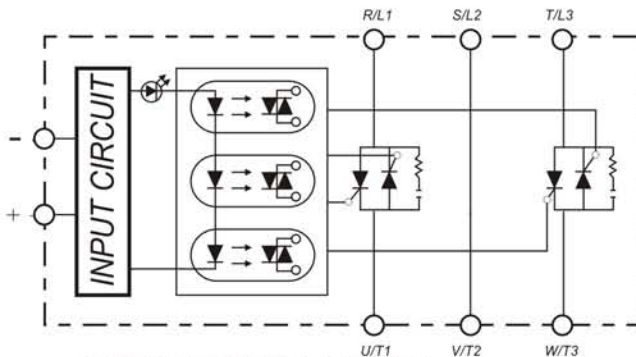 R/L1 S/L2 T/L3
INPUT CIRCUIT
-
+
U/T1 V/T2 W/T3